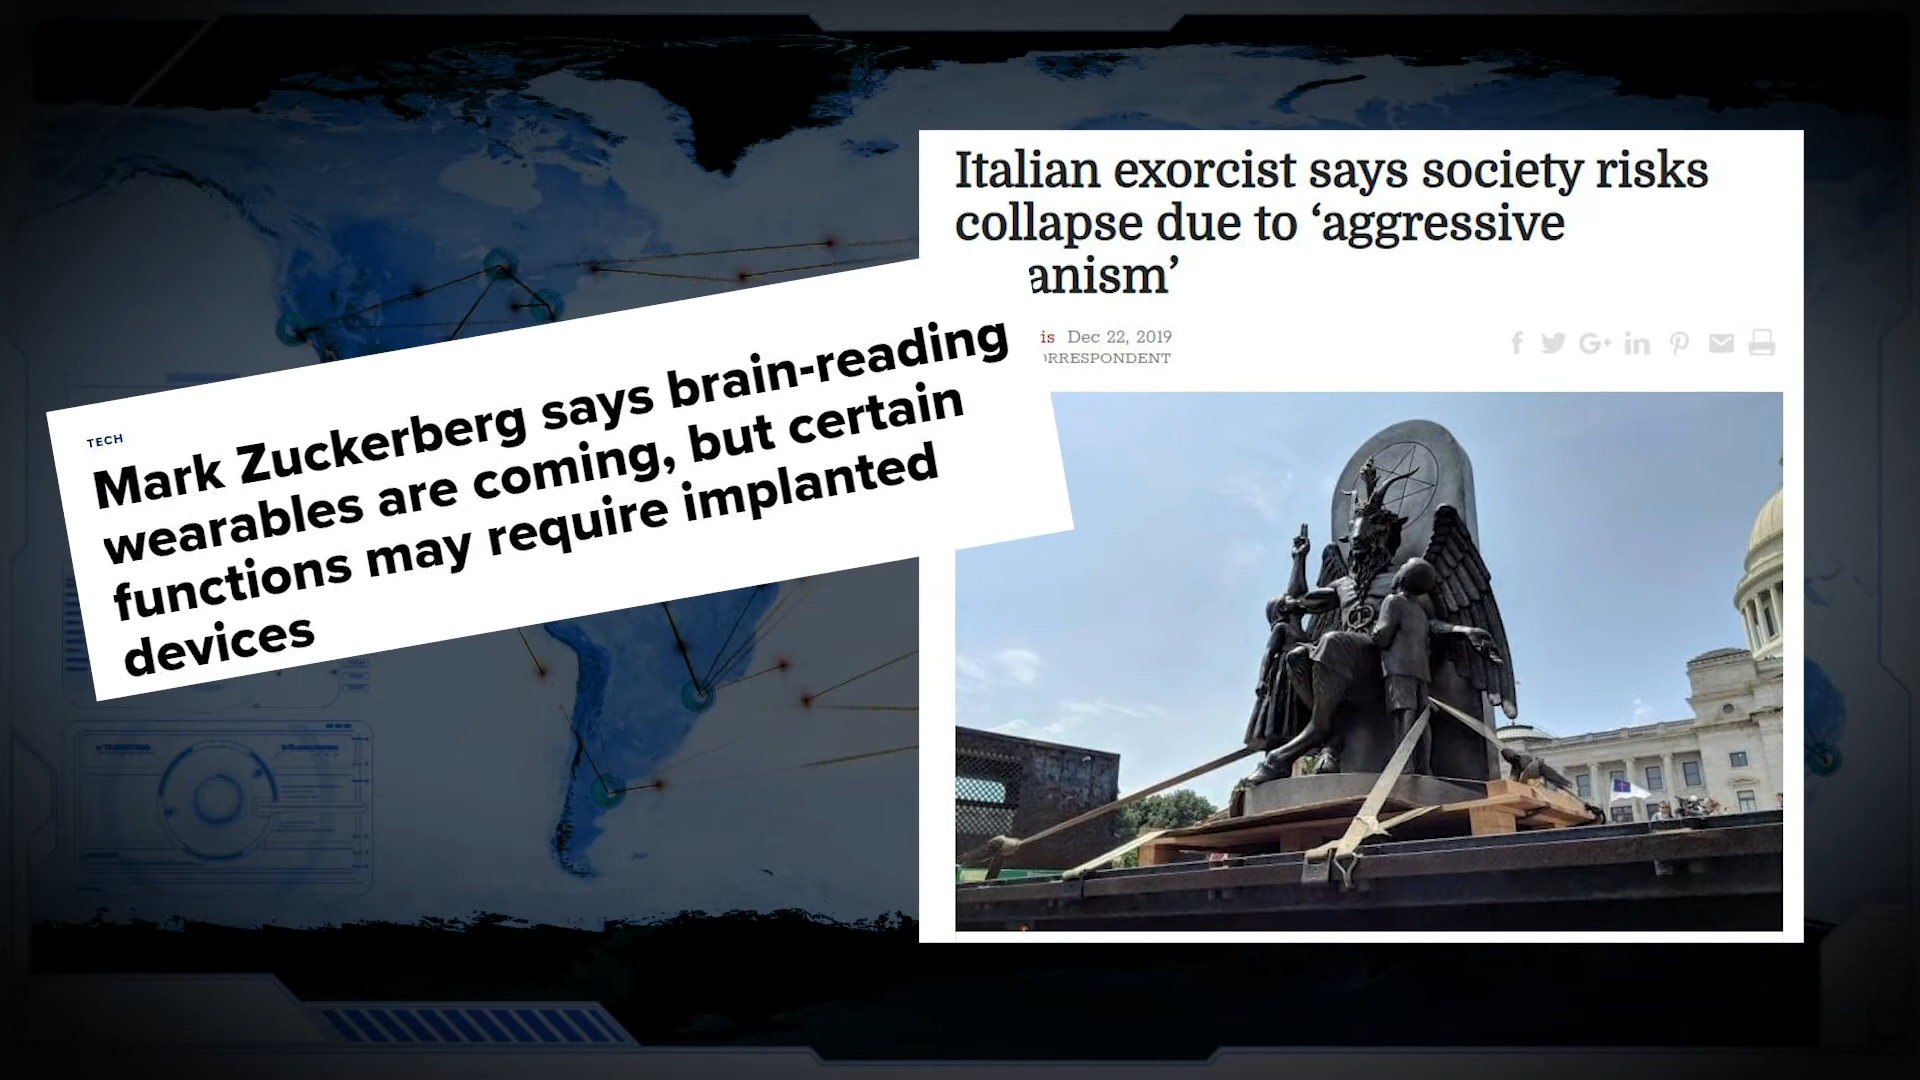 TECH
Mark Zuckerberg says brain-reading
wearables are coming, but certain
functions may require implanted
devices
Italian exorcist says society risks
collapse due to ‘aggressive
anism’
is Dec 22, 2019
RRESPONDENT